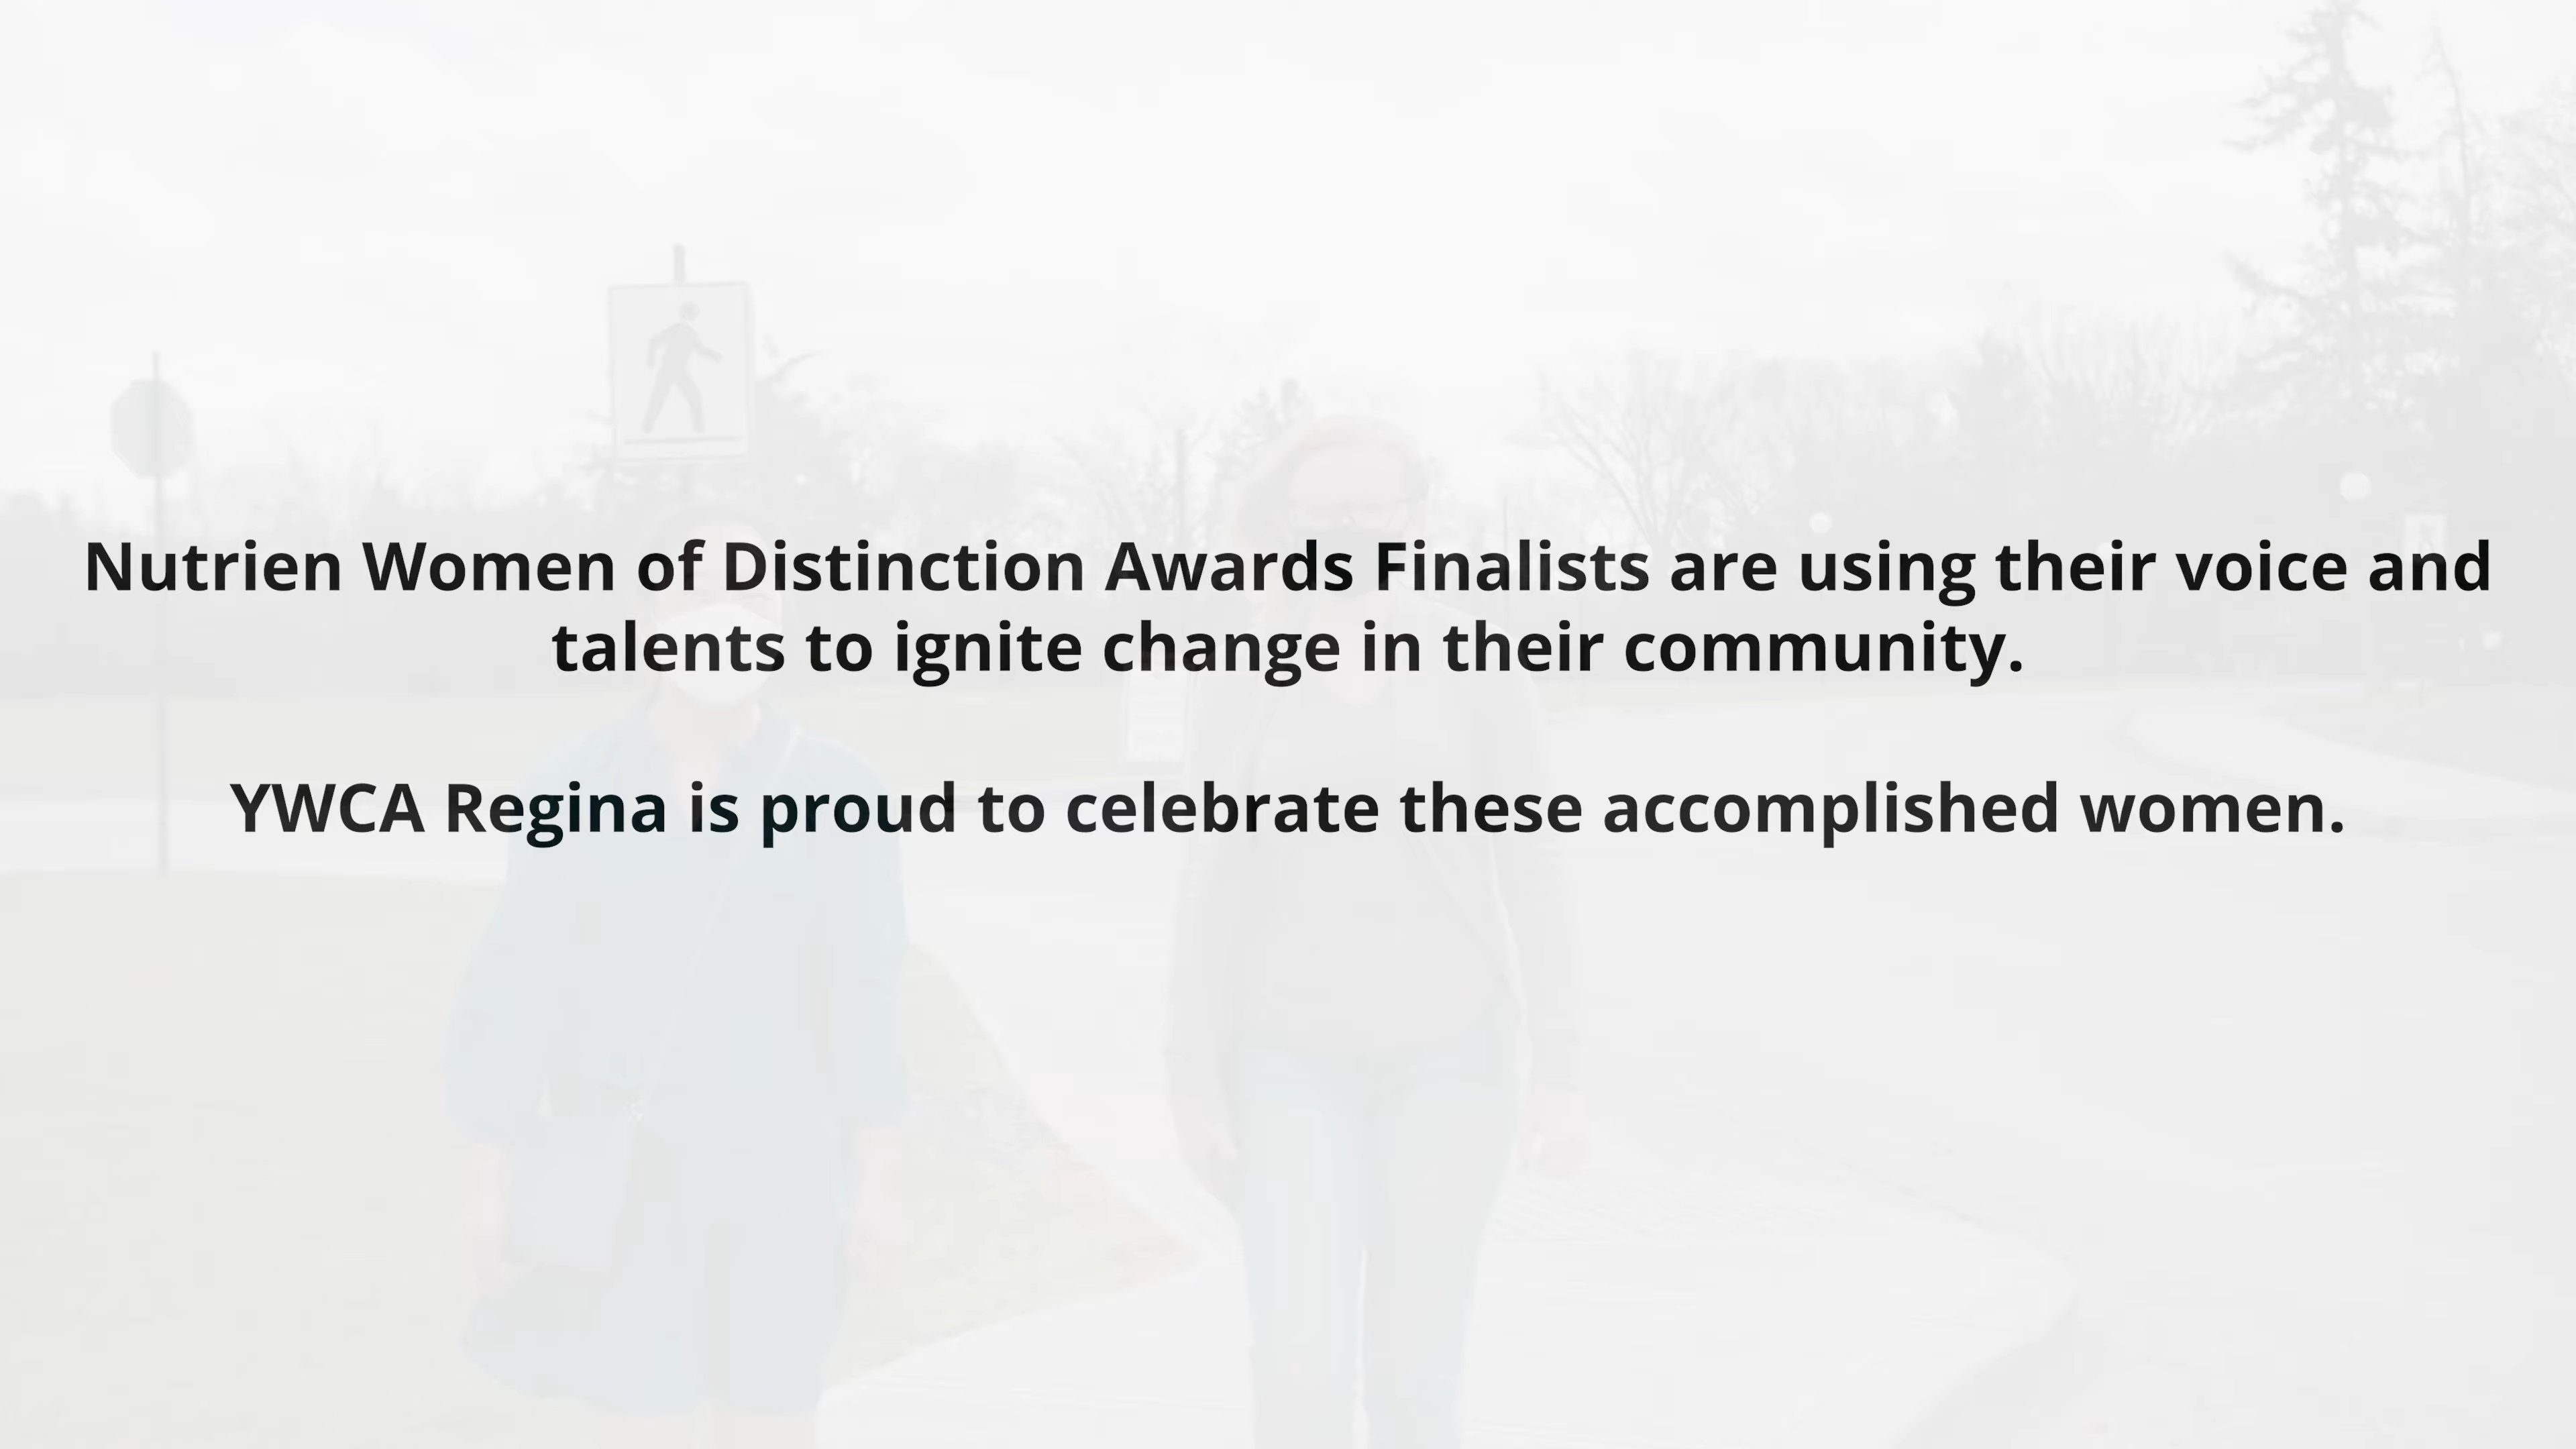 Nutrien Women of Distinction Awards Finalists are using their voice and
talents to ignite change in their community.
YWCA Regina is proud to celebrate these accomplished women.